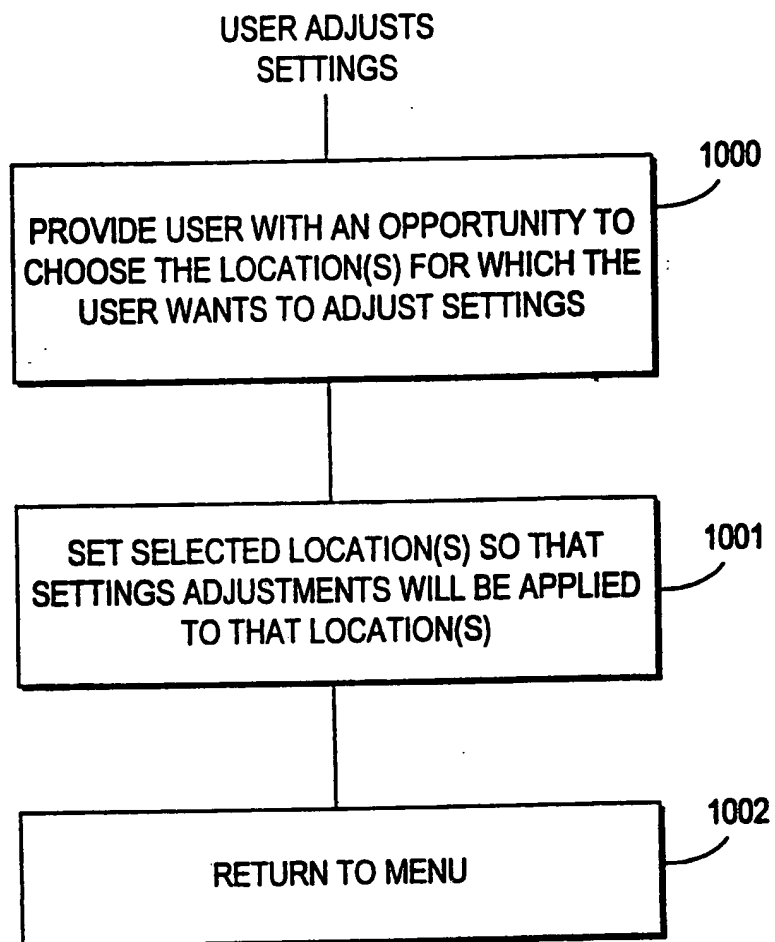 USER ADJUSTS
SETTINGS
1000
PROVIDE USER WITH AN OPPORTUNITY TO
CHOOSE THE LOCATION(S) FOR WHICH THE
USER WANTS TO ADJUST SETTINGS
1001
SET SELECTED LOCATION(S) SO THAT
SETTINGS ADJUSTMENTS WILL BE APPLIED
TO THAT LOCATION(S)
1002
RETURN TO MENU